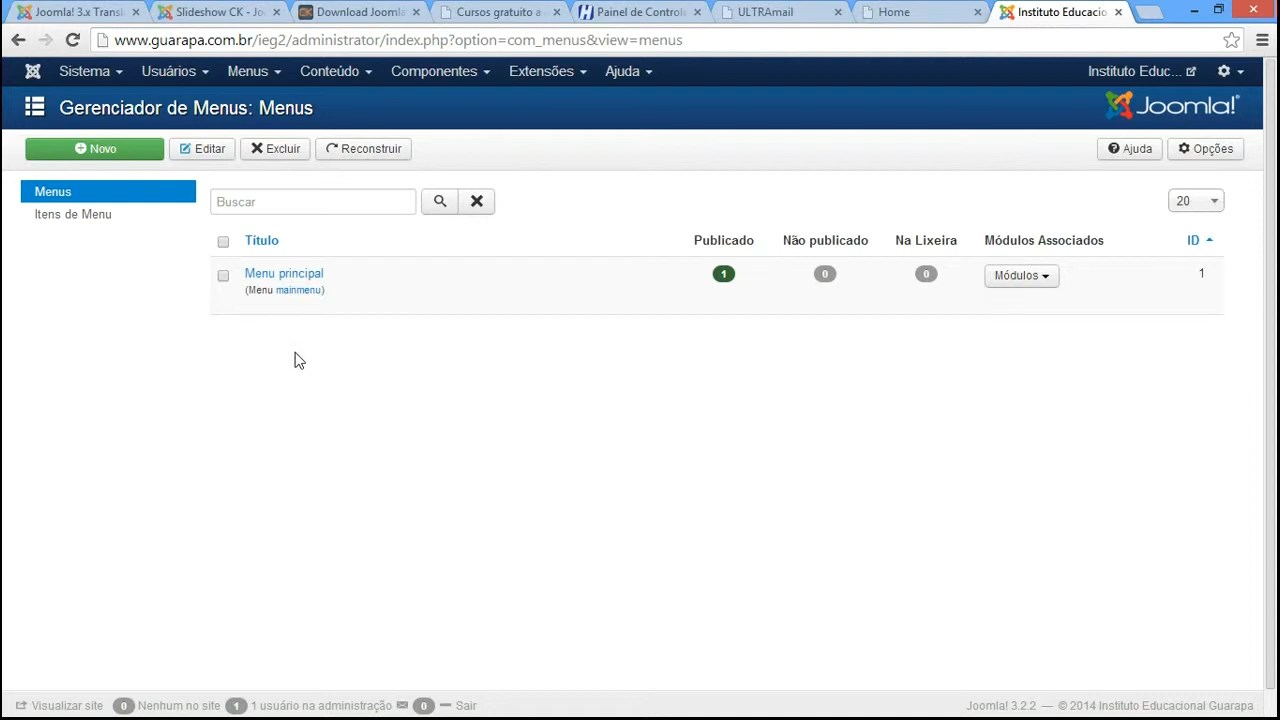 Joomla! 3.x Transl
Slideshow CK - Joo
Download Joomla
Cursos gratuito a
Painel de Controle
ULTRAmail
Home
Instituto Educacio
www.guarapa.com.br/ieg2/administrator/index.php?option=com_menus&view=menus
Sistema Usuários Menus Conteúdo Componentes Extensões Ajuda Instituto Educ...
Gerenciador de Menus: Menus Joomla!
Novo Editar Excluir Reconstruir Ajuda Opções
Menus
Itens de Menu
Buscar 20
Título Publicado Não publicado Na Lixeira Módulos Associados ID
Menu principal 1 0 0 Módulos 1
(Menu mainmenu)
Visualizar site 0 Nenhum no site 1 1 usuário na administração 0 Sair Joomla! 3.2.2 — © 2014 Instituto Educacional Guarapa